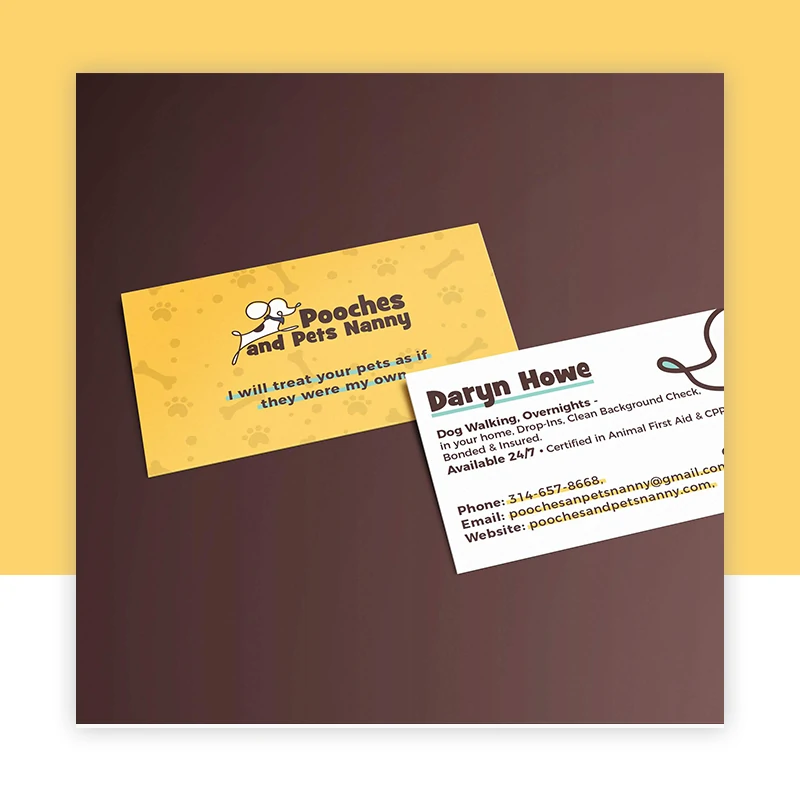 Pooches
and Pets Nanny
I will treat your pets as if
they were my own
Daryn Howe
Dog Walking, Overnights -
in your home, Drop-Ins, Clean Background Check,
Bonded & Insured.
Available 24/7 • Certified in Animal First Aid & CPR
Phone: 314-657-8668.
Email: poochesanpetsnanny@gmail.com
Website: poochesandpetsnanny.com.